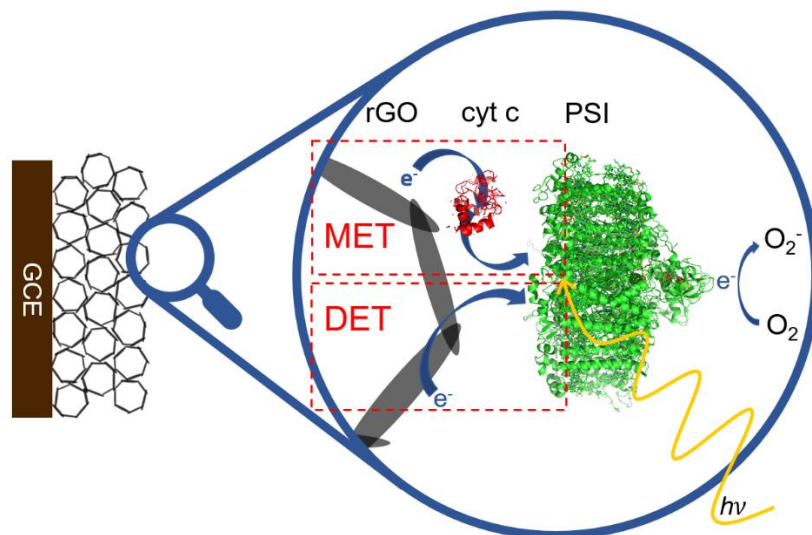 rGO cyt c PSI
e-
MET
GCE
DET
e-
e-
O2-
O2
hν